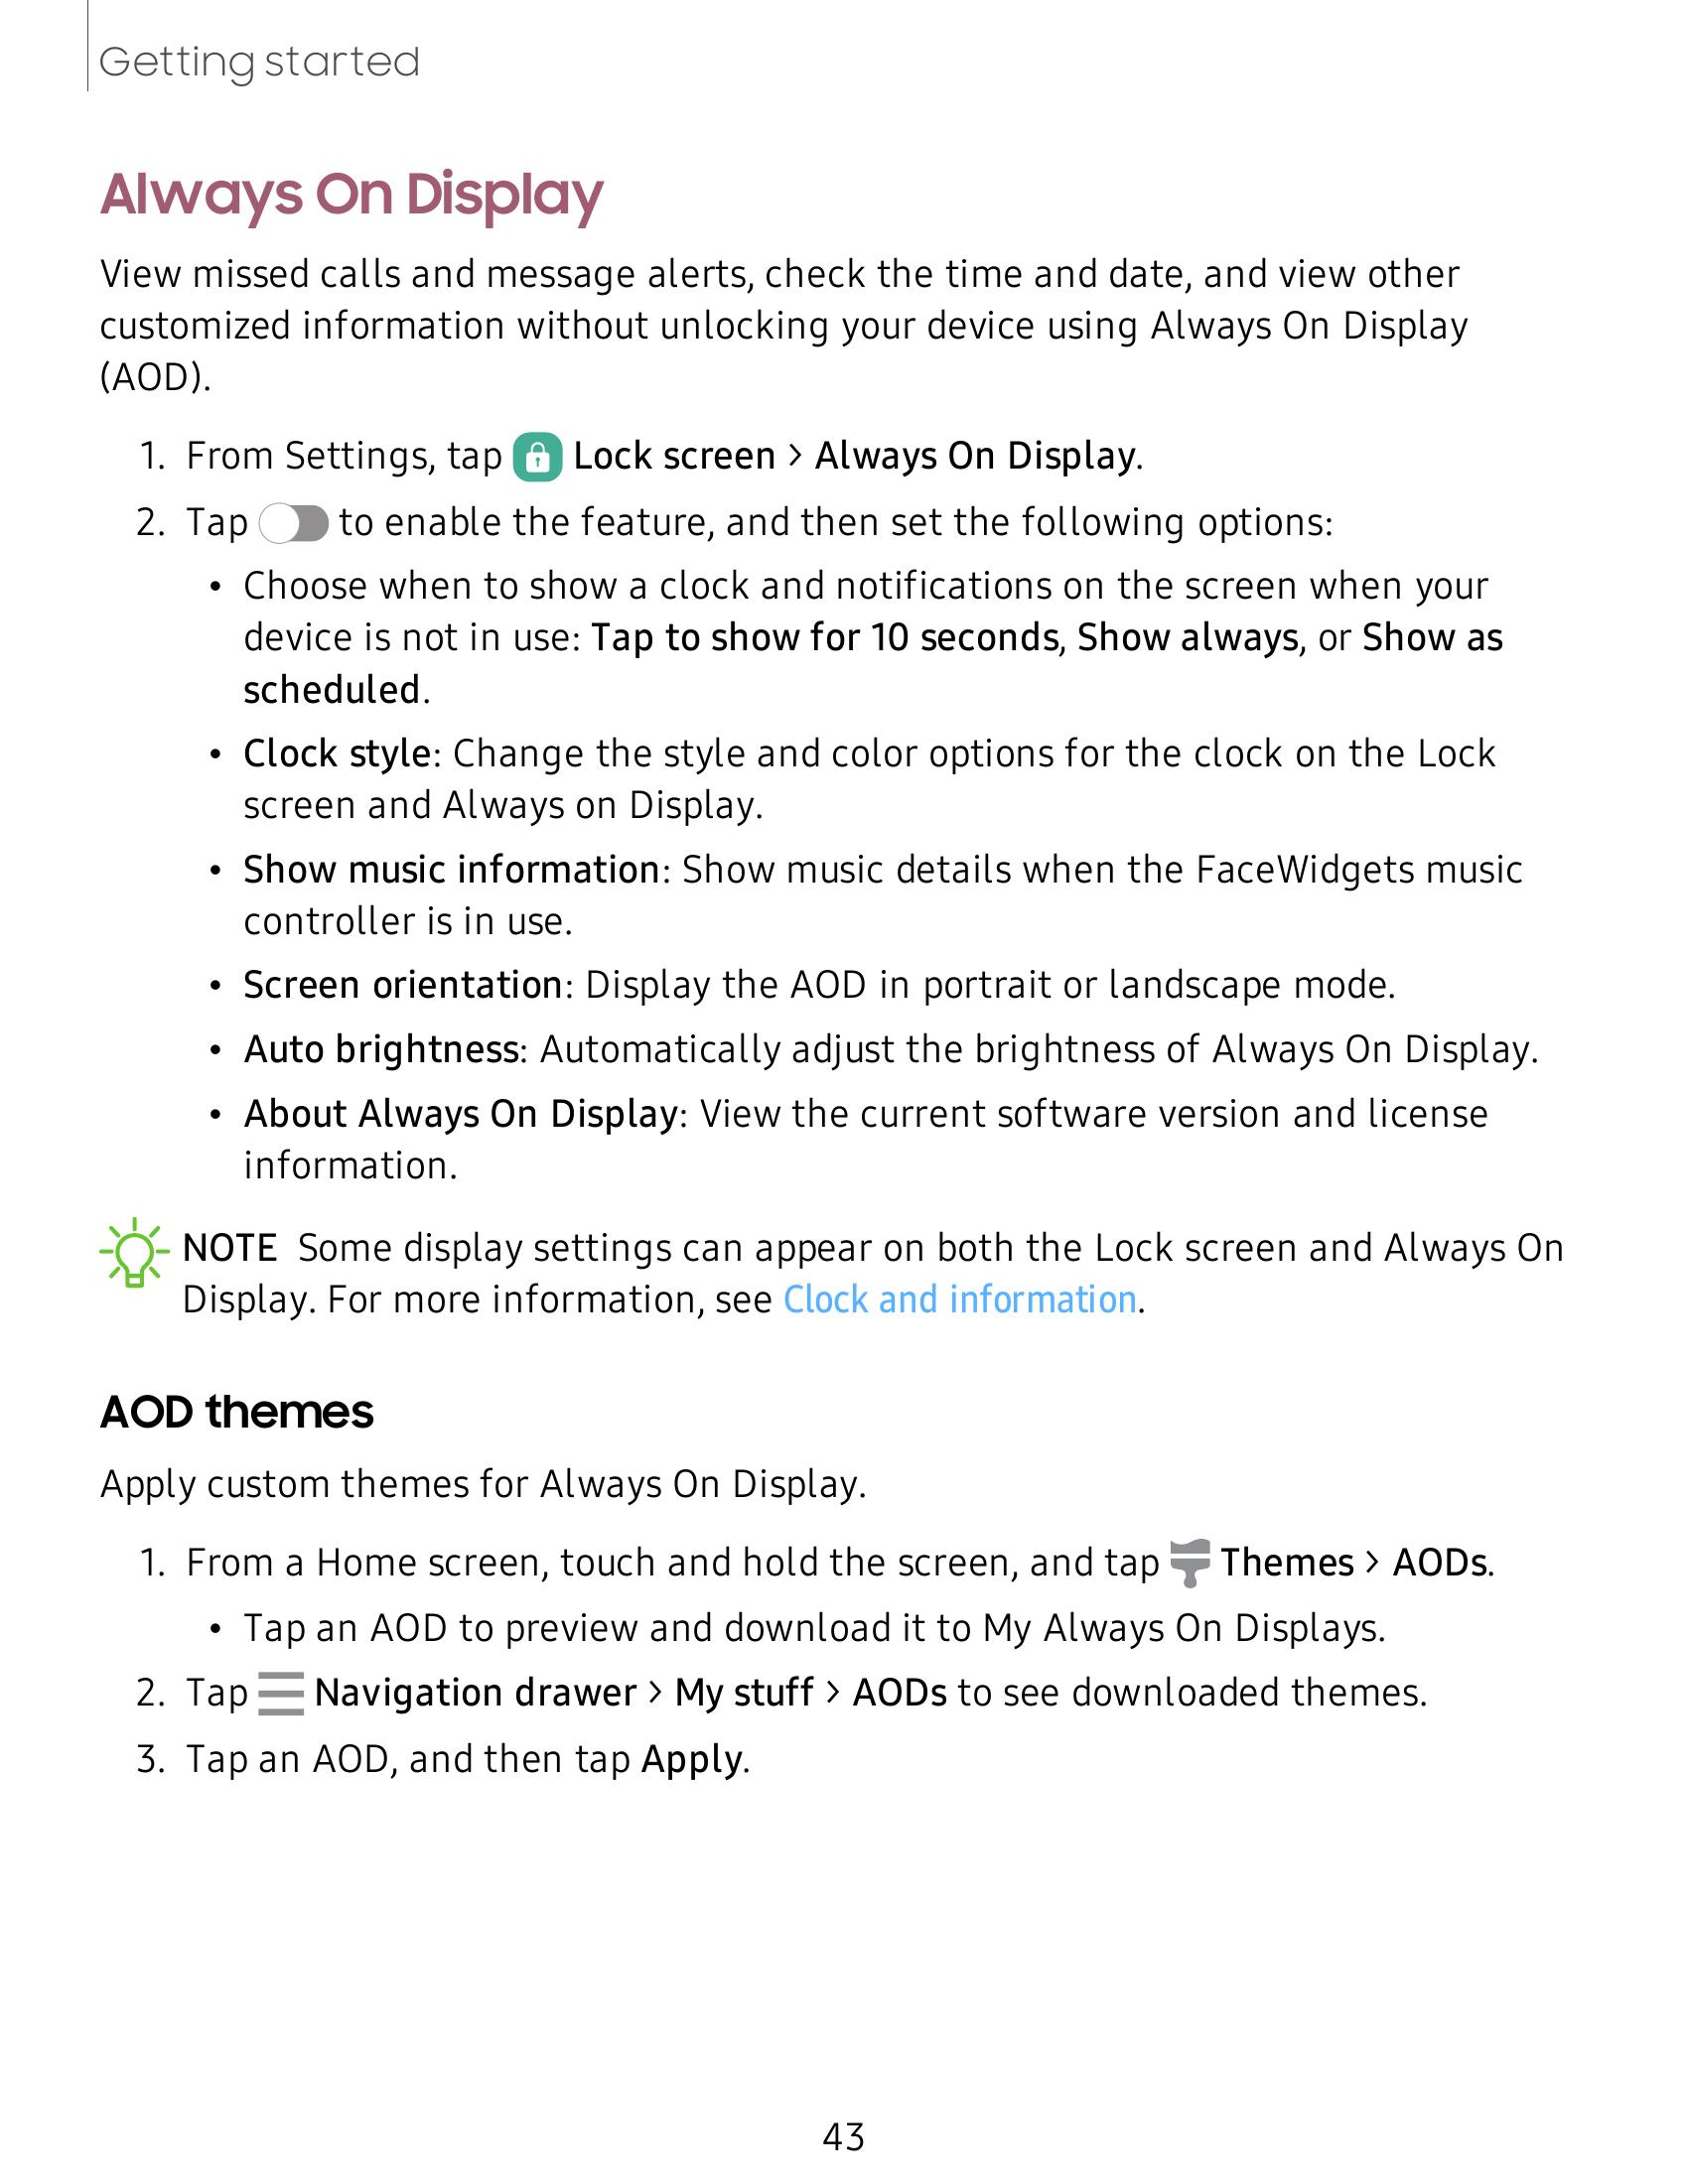 Getting started
Always On Display
View missed calls and message alerts, check the time and date, and view other
customized information without unlocking your device using Always On Display
(AOD).
1. From Settings, tap Lock screen > Always On Display.
2. Tap to enable the feature, and then set the following options:
• Choose when to show a clock and notifications on the screen when your
device is not in use: Tap to show for 10 seconds, Show always, or Show as
scheduled.
• Clock style: Change the style and color options for the clock on the Lock
screen and Always on Display.
• Show music information: Show music details when the FaceWidgets music
controller is in use.
• Screen orientation: Display the AOD in portrait or landscape mode.
• Auto brightness: Automatically adjust the brightness of Always On Display.
• About Always On Display: View the current software version and license
information.
NOTE Some display settings can appear on both the Lock screen and Always On
Display. For more information, see Clock and information.
AOD themes
Apply custom themes for Always On Display.
1. From a Home screen, touch and hold the screen, and tap Themes > AODs.
• Tap an AOD to preview and download it to My Always On Displays.
2. Tap Navigation drawer > My stuff > AODs to see downloaded themes.
3. Tap an AOD, and then tap Apply.
43